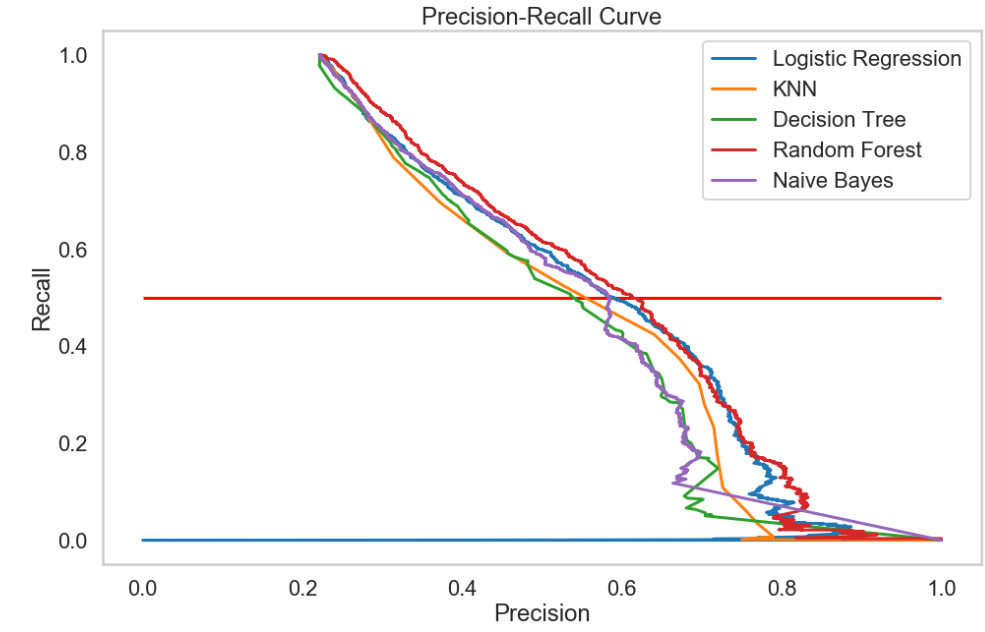 Precision-Recall Curve
Logistic Regression
KNN
Decision Tree
Random Forest
Naive Bayes
Recall
1.0
0.8
0.6
0.4
0.2
0.0
0.0 0.2 0.4 0.6 0.8 1.0
Precision